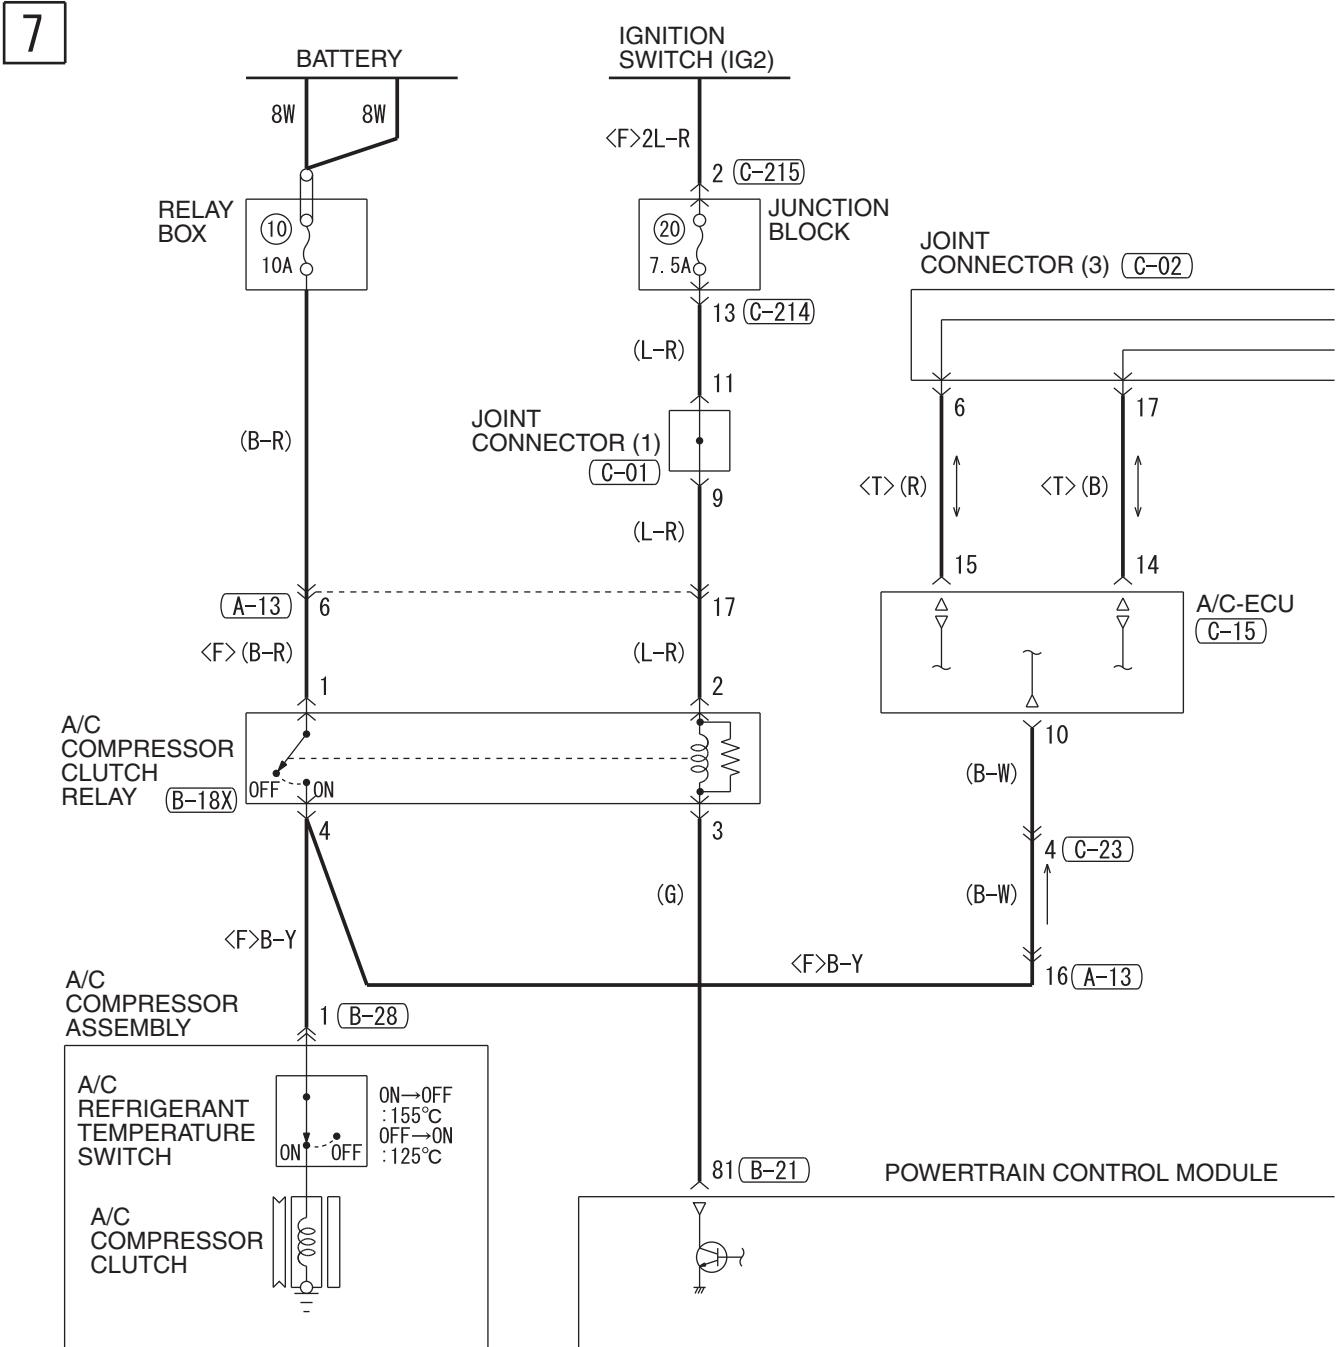 7
BATTERY
IGNITION
SWITCH (IG2)
8W
8W
<F>2L-R
2 C-215
RELAY
BOX
10
10A
20
7.5A
JUNCTION
BLOCK
JOINT
CONNECTOR (3) C-02
13 C-214
(L-R)
11
6
17
(B-R)
JOINT
CONNECTOR (1)
C-01
9
<T>(R)
<T>(B)
(L-R)
15
14
A-13
6
17
A/C-ECU
C-15
<F>(B-R)
(L-R)
1
2
A/C
COMPRESSOR
CLUTCH
RELAY B-18X
OFF
ON
10
(B-W)
4
3
4 C-23
(G)
(B-W)
<F>B-Y
<F>B-Y
16 A-13
A/C
COMPRESSOR
ASSEMBLY
1 B-28
A/C
REFRIGERANT
TEMPERATURE
SWITCH
ON
OFF
ON→OFF
:155℃
OFF→ON
:125℃
81 B-21
POWERTRAIN CONTROL MODULE
A/C
COMPRESSOR
CLUTCH